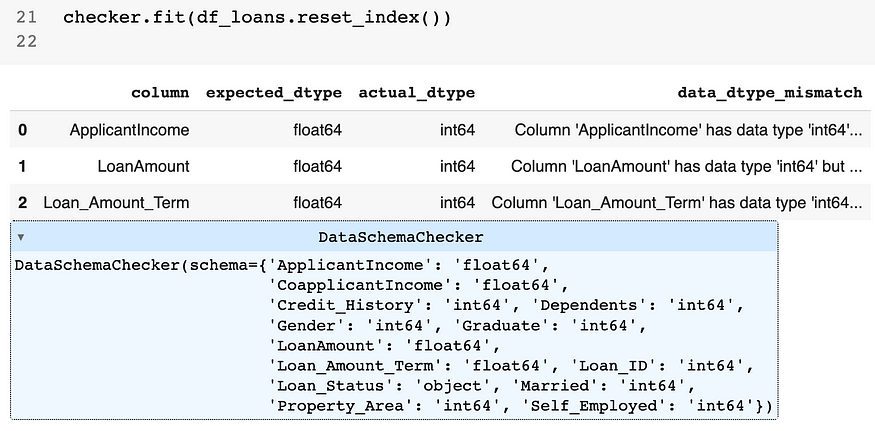 21 checker.fit(df_loans.reset_index())
22
column expected_dtype actual_dtype data_dtype_mismatch
0 ApplicantIncome float64 int64 Column 'ApplicantIncome' has data type 'int64'...
1 LoanAmount float64 int64 Column 'LoanAmount' has data type 'int64' but ...
2 Loan_Amount_Term float64 int64 Column 'Loan_Amount_Term' has data type 'int64...
▾ DataSchemaChecker
DataSchemaChecker(schema={'ApplicantIncome': 'float64',
'CoapplicantIncome': 'float64',
'Credit_History': 'int64', 'Dependents': 'int64',
'Gender': 'int64', 'Graduate': 'int64',
'LoanAmount': 'float64',
'Loan_Amount_Term': 'float64', 'Loan_ID': 'int64',
'Loan_Status': 'object', 'Married': 'int64',
'Property_Area': 'int64', 'Self_Employed': 'int64'})